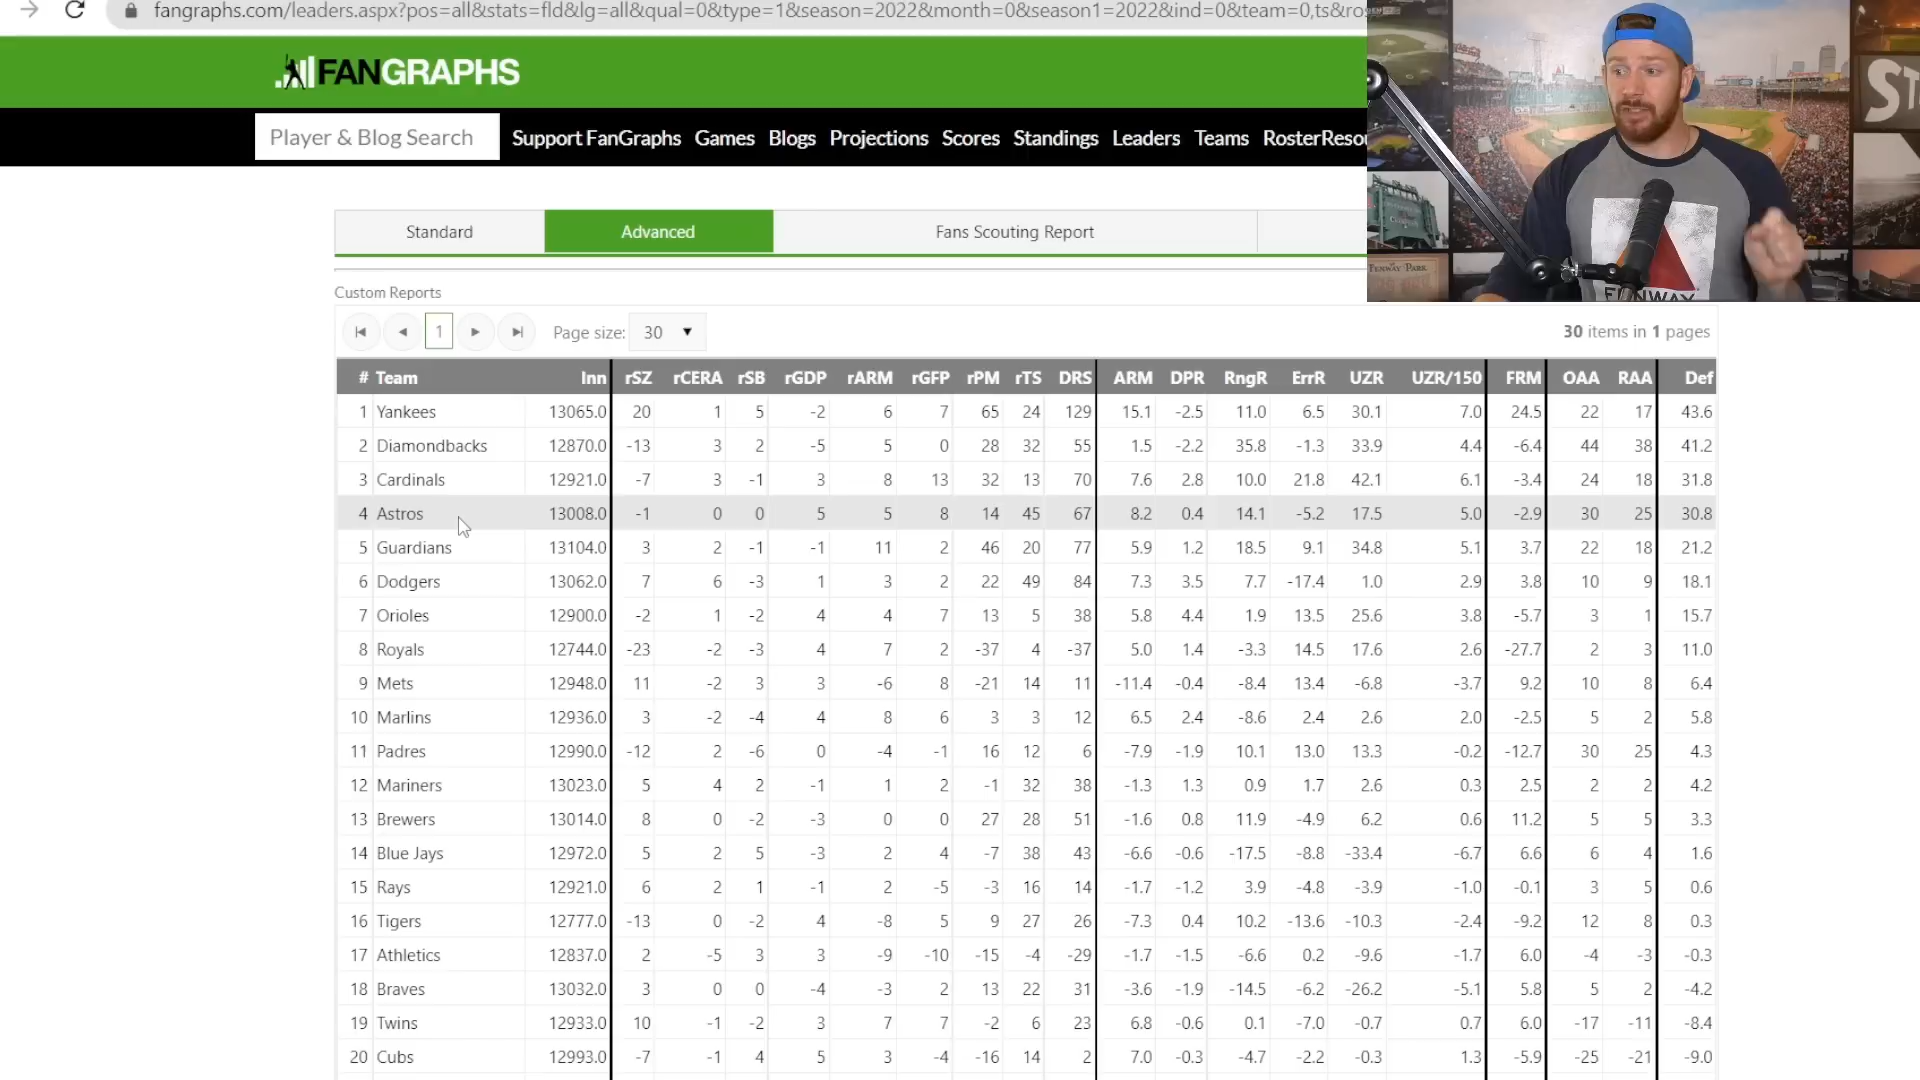 fangraphs.com/leaders.aspx?pos=all&stats=fld&lg=all&qual=0&type=1&season=2022&month=0&season1=2022&ind=0&team=0,ts&ro
FANGRAPHS
Player & Blog Search Support FanGraphs Games Blogs Projections Scores Standings Leaders Teams RosterResou
Standard Advanced Fans Scouting Report
Custom Reports
1 Page size: 30 30 items in 1 pages
# Team Inn rSZ rCERA rSB rGDP rARM rGFP rPM rTS DRS ARM DPR RngR ErrR UZR UZR/150 FRM OAA RAA Def
1 Yankees 13065.0 20 1 5 -2 6 7 65 24 129 15.1 -2.5 11.0 6.5 30.1 7.0 24.5 22 17 43.6
2 Diamondbacks 12870.0 -13 3 2 -5 5 0 28 32 55 1.5 -2.2 35.8 -1.3 33.9 4.4 -6.4 44 38 41.2
3 Cardinals 12921.0 -7 3 -1 3 8 13 32 13 70 7.6 2.8 10.0 21.8 42.1 6.1 -3.4 24 18 31.8
4 Astros 13008.0 -1 0 0 5 5 8 14 45 67 8.2 0.4 14.1 -5.2 17.5 5.0 -2.9 30 25 30.8
5 Guardians 13104.0 3 2 -1 -1 11 2 46 20 77 5.9 1.2 18.5 9.1 34.8 5.1 3.7 22 18 21.2
6 Dodgers 13062.0 7 6 -3 1 3 2 22 49 84 7.3 3.5 7.7 -17.4 1.0 2.9 3.8 10 9 18.1
7 Orioles 12900.0 -2 1 -2 4 4 7 13 5 38 5.8 4.4 1.9 13.5 25.6 3.8 -5.7 3 1 15.7
8 Royals 12744.0 -23 -2 -3 4 7 2 -37 4 -37 5.0 1.4 -3.3 14.5 17.6 2.6 -27.7 2 3 11.0
9 Mets 12948.0 11 -2 3 3 -6 8 -21 14 11 -11.4 -0.4 -8.4 13.4 -6.8 -3.7 9.2 10 8 6.4
10 Marlins 12936.0 3 -2 -4 4 8 6 3 3 12 6.5 2.4 -8.6 2.4 2.6 2.0 -2.5 5 2 5.8
11 Padres 12990.0 -12 2 -6 0 -4 -1 16 12 6 -7.9 -1.9 10.1 13.0 13.3 -0.2 -12.7 30 25 4.3
12 Mariners 13023.0 5 4 2 -1 1 2 -1 32 38 -1.3 1.3 0.9 1.7 2.6 0.3 2.5 2 2 4.2
13 Brewers 13014.0 8 0 -2 -3 0 0 27 28 51 -1.6 0.8 11.9 -4.9 6.2 0.6 11.2 5 5 3.3
14 Blue Jays 12972.0 5 2 5 -3 2 4 -7 38 43 -6.6 -0.6 -17.5 -8.8 -33.4 -6.7 6.6 6 4 1.6
15 Rays 12921.0 6 2 1 -1 2 -5 -3 16 14 -1.7 -1.2 3.9 -4.8 -3.9 -1.0 -0.1 3 5 0.6
16 Tigers 12777.0 -13 0 -2 4 -8 5 9 27 26 -7.3 0.4 10.2 -13.6 -10.3 -2.4 -9.2 12 8 0.3
17 Athletics 12837.0 2 -5 3 3 -9 -10 -15 -4 -29 -1.7 -1.5 -6.6 0.2 -9.6 -1.7 6.0 -4 -3 -0.3
18 Braves 13032.0 3 0 0 -4 -3 2 13 22 31 -3.6 -1.9 -14.5 -6.2 -26.2 -5.1 5.8 5 2 -4.2
19 Twins 12933.0 10 -1 -2 3 7 7 -2 6 23 6.8 -0.6 0.1 -7.0 -0.7 0.7 6.0 -17 -11 -8.4
20 Cubs 12993.0 -7 -1 4 5 3 -4 -16 14 2 7.0 -0.3 -4.7 -2.2 -0.3 1.3 -5.9 -25 -21 -9.0
FENWAY PARK
FENWAY
ST